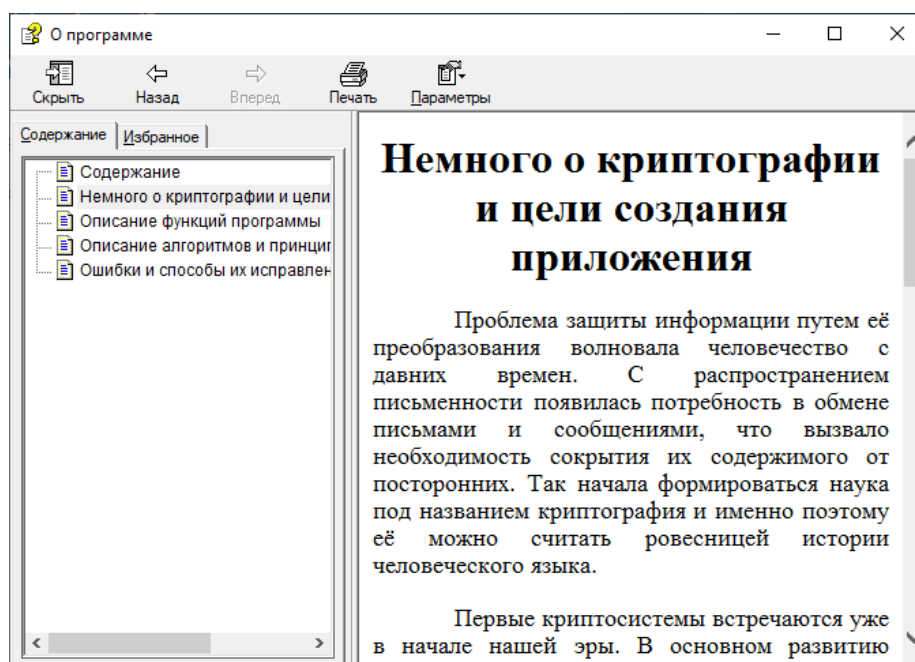 О программе
Скрыть Назад Вперед Печать Параметры
Содержание Избранное
Содержание
Немного о криптографии и цели
Описание функций программы
Описание алгоритмов и принцип
Ошибки и способы их исправлен
Немного о криптографии
и цели создания
приложения
Проблема защиты информации путем её
преобразования волновала человечество с
давних времен. С распространением
письменности появилась потребность в обмене
письмами и сообщениями, что вызвало
необходимость сокрытия их содержимого от
посторонних. Так начала формироваться наука
под названием криптография и именно поэтому
её можно считать ровесницей истории
человеческого языка.
Первые криптосистемы встречаются уже
в начале нашей эры. В основном развитию